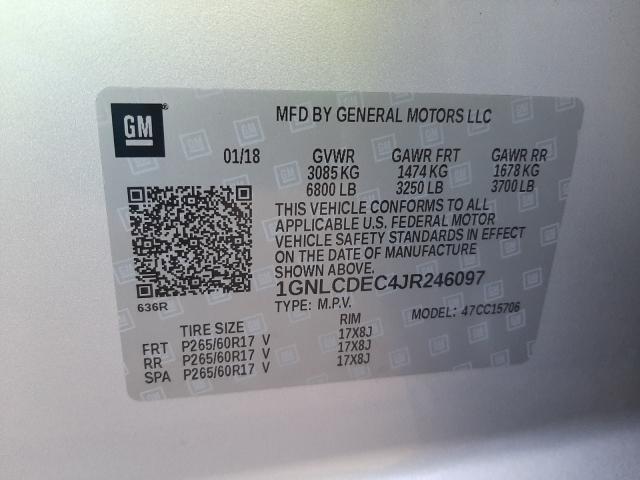 GM
MFD BY GENERAL MOTORS LLC
01/18 GVWR GAWR FRT GAWR RR
3085 KG 1474 KG 1678 KG
6800 LB 3250 LB 3700 LB
THIS VEHICLE CONFORMS TO ALL
APPLICABLE U.S. FEDERAL MOTOR
VEHICLE SAFETY STANDARDS IN EFFECT
ON THE DATE OF MANUFACTURE
SHOWN ABOVE.
1GNLCDEC4JR246097
TYPE: M.P.V. MODEL: 47CC15706
636R
TIRE SIZE RIM
FRT P265/60R17 V 17X8J
RR P265/60R17 V 17X8J
SPA P265/60R17 V 17X8J